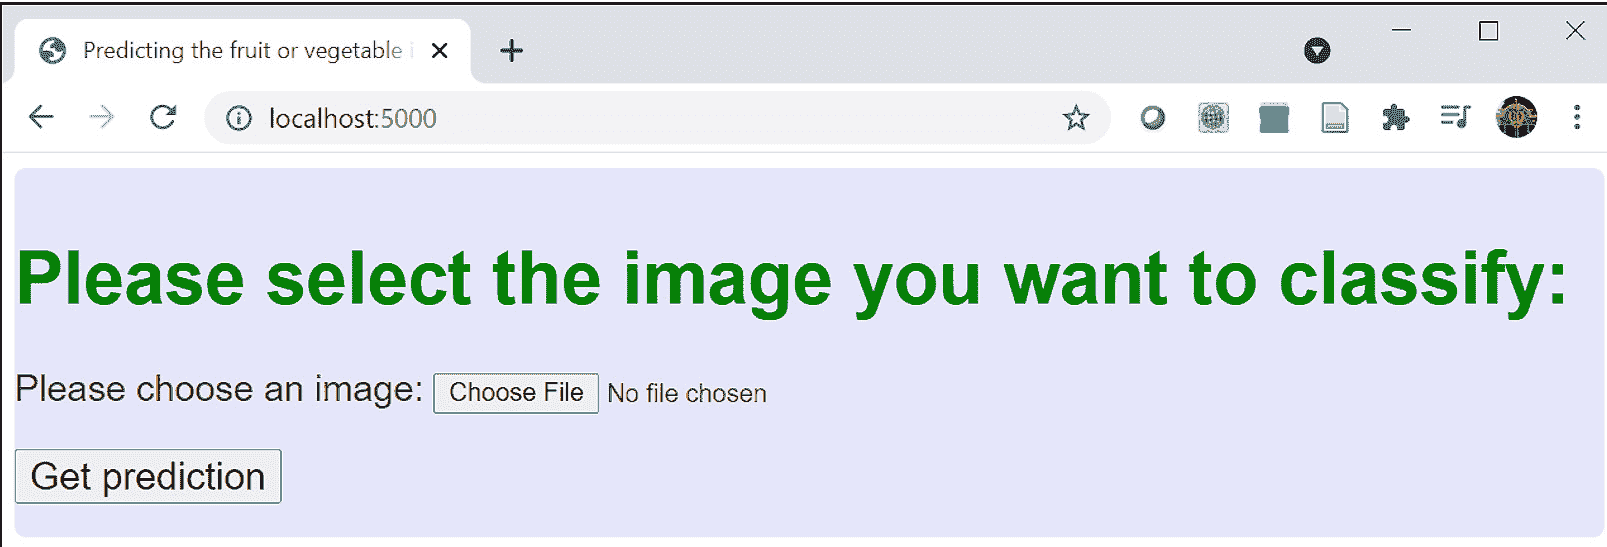 Predicting the fruit or vegetable i
localhost:5000
Please select the image you want to classify:
Please choose an image: Choose File No file chosen
Get prediction